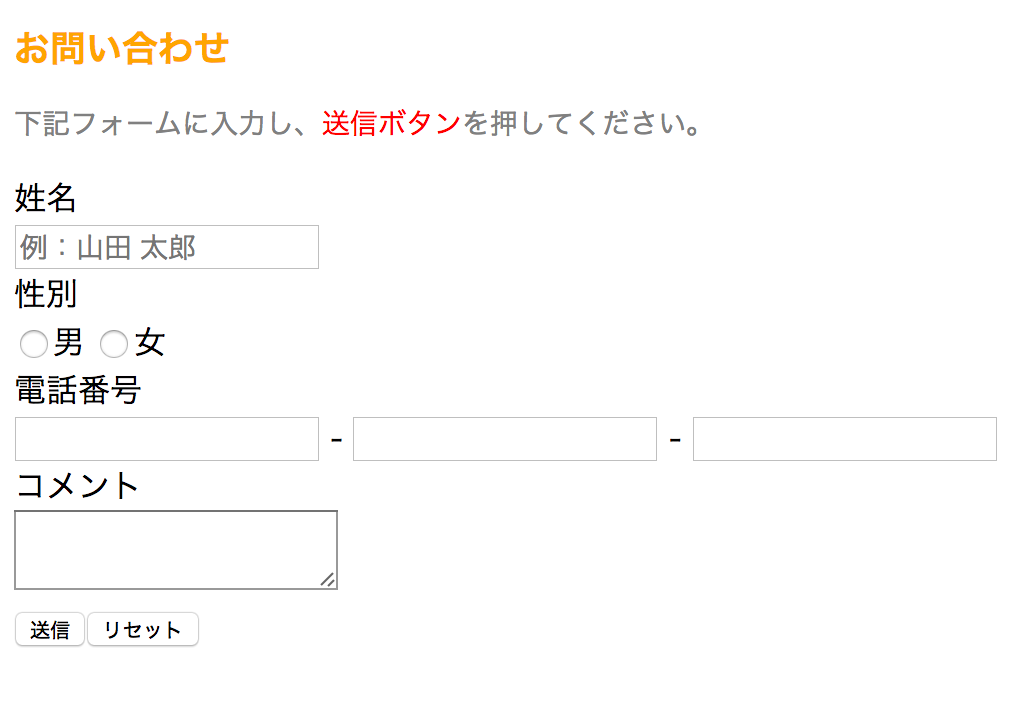 お問い合わせ
下記フォームに入力し、送信ボタンを押してください。
姓名
例：山田 太郎
性別
男 女
電話番号
- -
コメント
送信 リセット